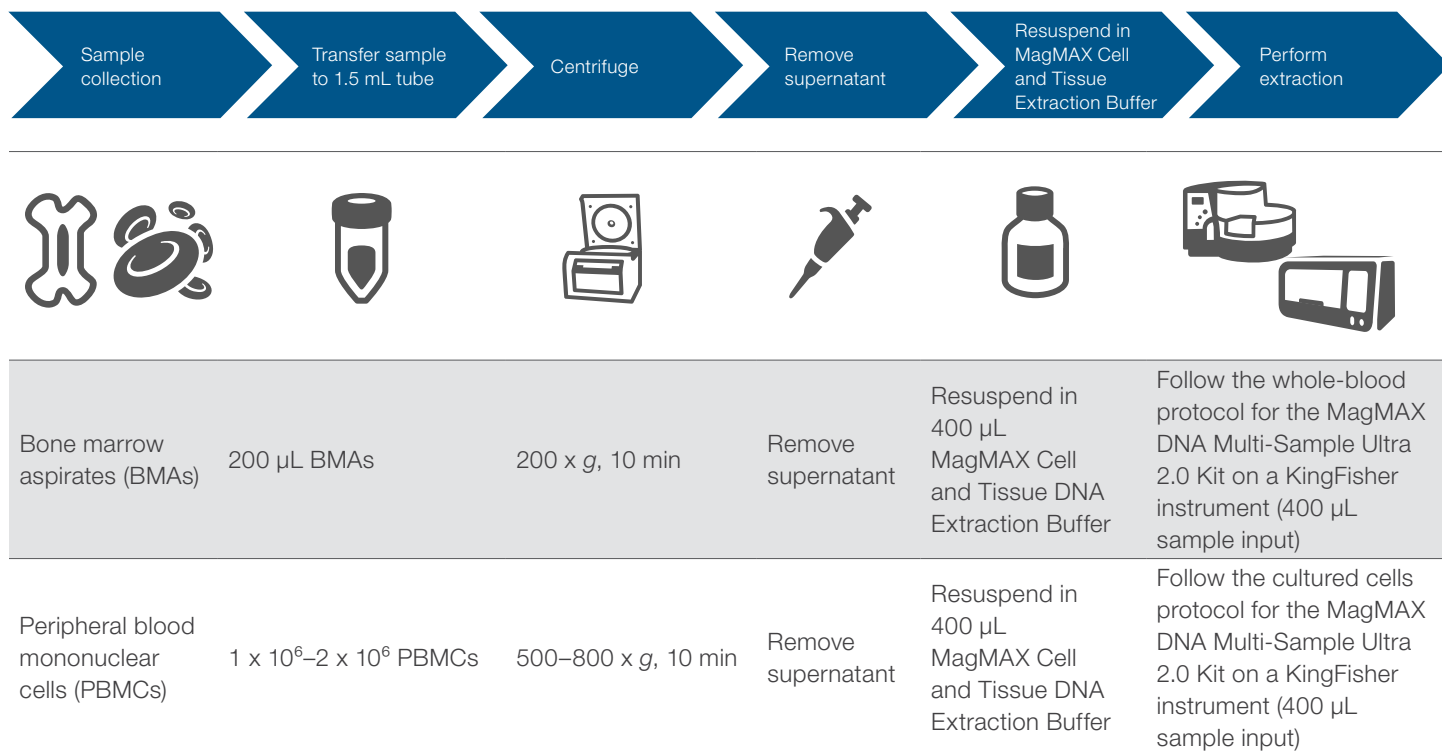 Sample
collection
Transfer sample
to 1.5 mL tube
Centrifuge
Remove
supernatant
Resuspend in
MagMAX Cell
and Tissue
Extraction Buffer
Perform
extraction
Bone marrow
aspirates (BMAs)
200 µL BMAs
200 x g, 10 min
Remove
supernatant
Resuspend in
400 µL
MagMAX Cell
and Tissue DNA
Extraction Buffer
Follow the whole-blood
protocol for the MagMAX
DNA Multi-Sample Ultra
2.0 Kit on a KingFisher
instrument (400 µL
sample input)
Peripheral blood
mononuclear
cells (PBMCs)
1 x 10⁶–2 x 10⁶ PBMCs
500–800 x g, 10 min
Remove
supernatant
Resuspend in
400 µL
MagMAX Cell
and Tissue DNA
Extraction Buffer
Follow the cultured cells
protocol for the MagMAX
DNA Multi-Sample Ultra
2.0 Kit on a KingFisher
instrument (400 µL
sample input)